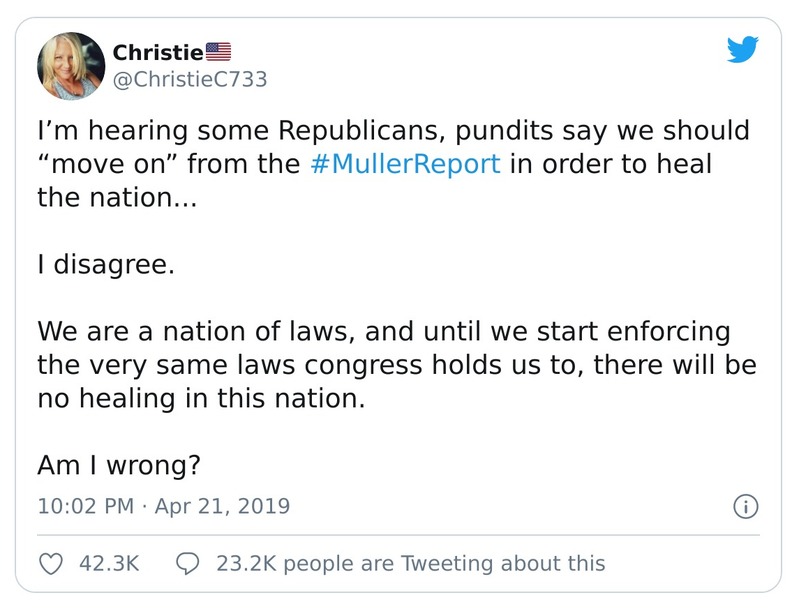 Christie🇺🇸
@ChristieC733
I’m hearing some Republicans, pundits say we should
“move on” from the #MullerReport in order to heal
the nation...
I disagree.
We are a nation of laws, and until we start enforcing
the very same laws congress holds us to, there will be
no healing in this nation.
Am I wrong?
10:02 PM · Apr 21, 2019
42.3K 23.2K people are Tweeting about this